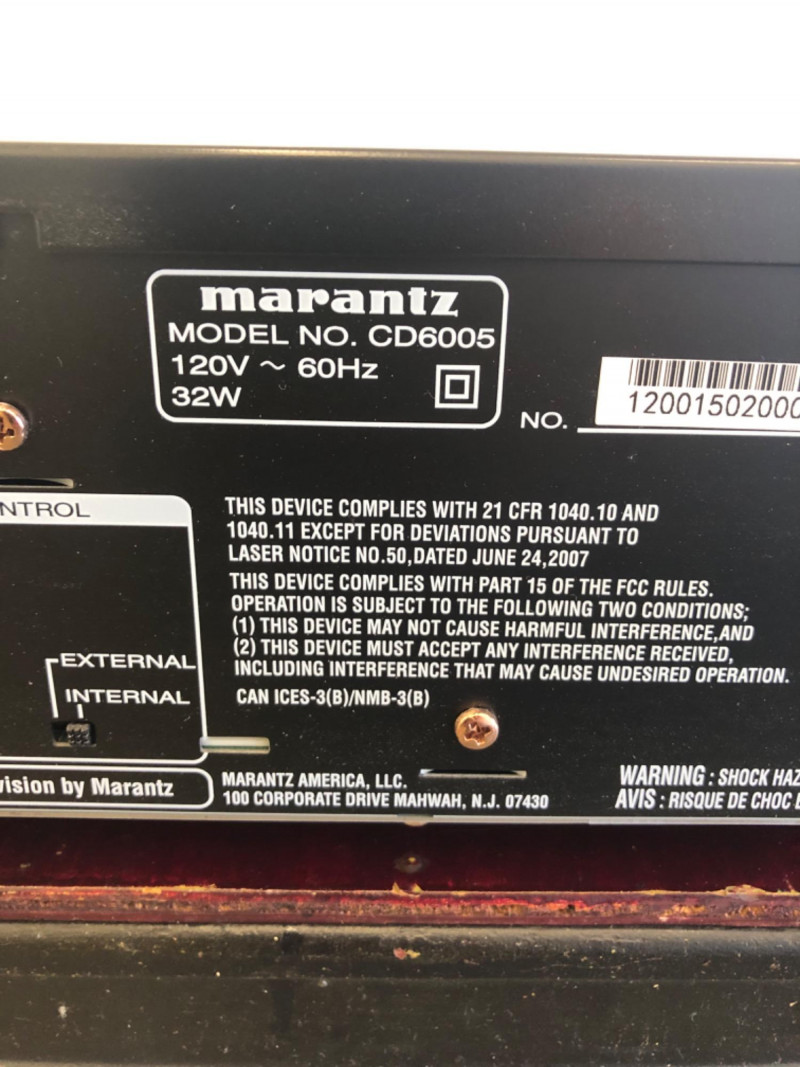 marantz
MODEL NO. CD6005
120V ~ 60Hz
32W
NO.
12001502000
NTROL
EXTERNAL
INTERNAL
THIS DEVICE COMPLIES WITH 21 CFR 1040.10 AND
1040.11 EXCEPT FOR DEVIATIONS PURSUANT TO
LASER NOTICE NO.50,DATED JUNE 24,2007
THIS DEVICE COMPLIES WITH PART 15 OF THE FCC RULES.
OPERATION IS SUBJECT TO THE FOLLOWING TWO CONDITIONS;
(1) THIS DEVICE MAY NOT CAUSE HARMFUL INTERFERENCE,AND
(2) THIS DEVICE MUST ACCEPT ANY INTERFERENCE RECEIVED,
INCLUDING INTERFERENCE THAT MAY CAUSE UNDESIRED OPERATION.
CAN ICES-3(B)/NMB-3(B)
vision by Marantz
MARANTZ AMERICA, LLC.
100 CORPORATE DRIVE MAHWAH, N.J. 07430
WARNING : SHOCK HAZ
AVIS : RISQUE DE CHOC